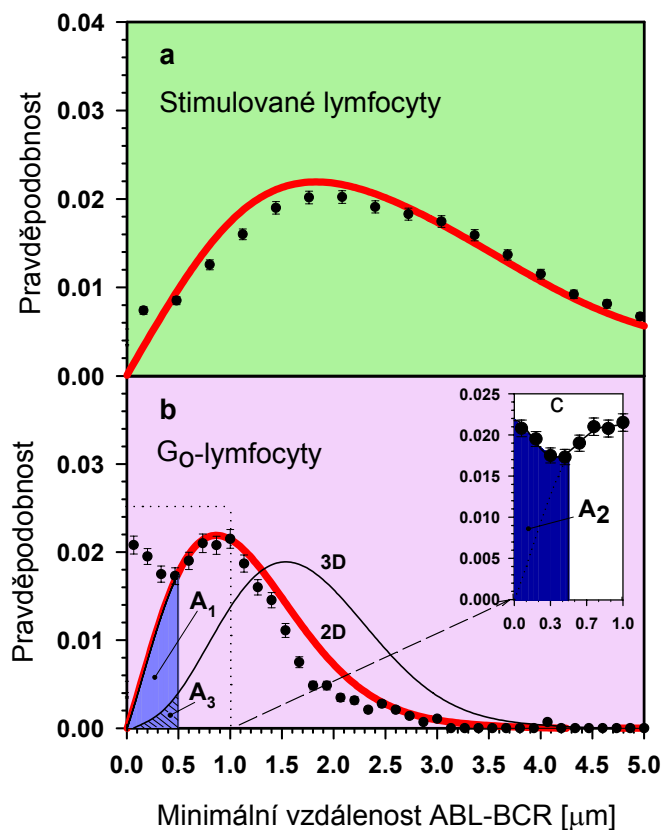 0.04
a
Stimulované lymfocyty
0.03
0.02
0.01
0.00
Pravděpodobnost
b
G0-lymfocyty
0.03
0.02
0.01
0.00
Pravděpodobnost
A1
A3
3D
2D
c
0.025
0.020
0.015
0.010
0.005
0.000
A2
0.0 0.3 0.7 1.0
0.0 0.5 1.0 1.5 2.0 2.5 3.0 3.5 4.0 4.5 5.0
Minimální vzdálenost ABL-BCR [μm]